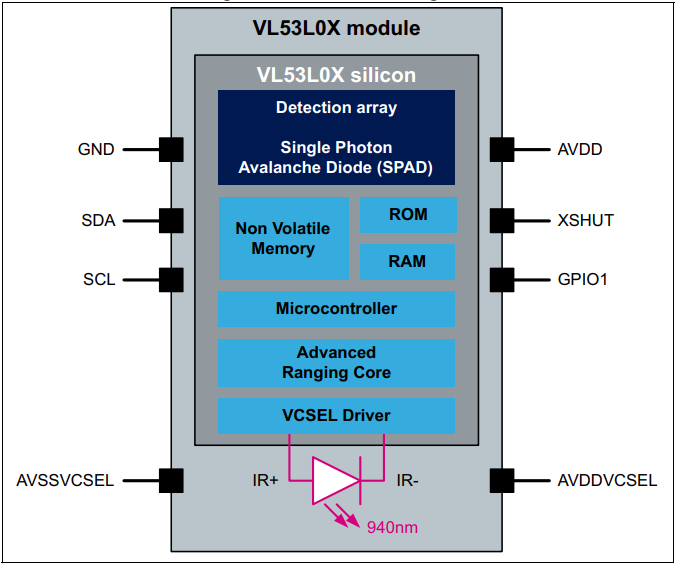 VL53L0X module
VL53L0X silicon
Detection array
Single Photon
Avalanche Diode (SPAD)
GND
AVDD
SDA
XSHUT
Non Volatile
Memory
ROM
RAM
SCL
GPIO1
Microcontroller
Advanced
Ranging Core
VCSEL Driver
AVSSVCSEL
IR+
IR-
AVDDVCSEL
940nm